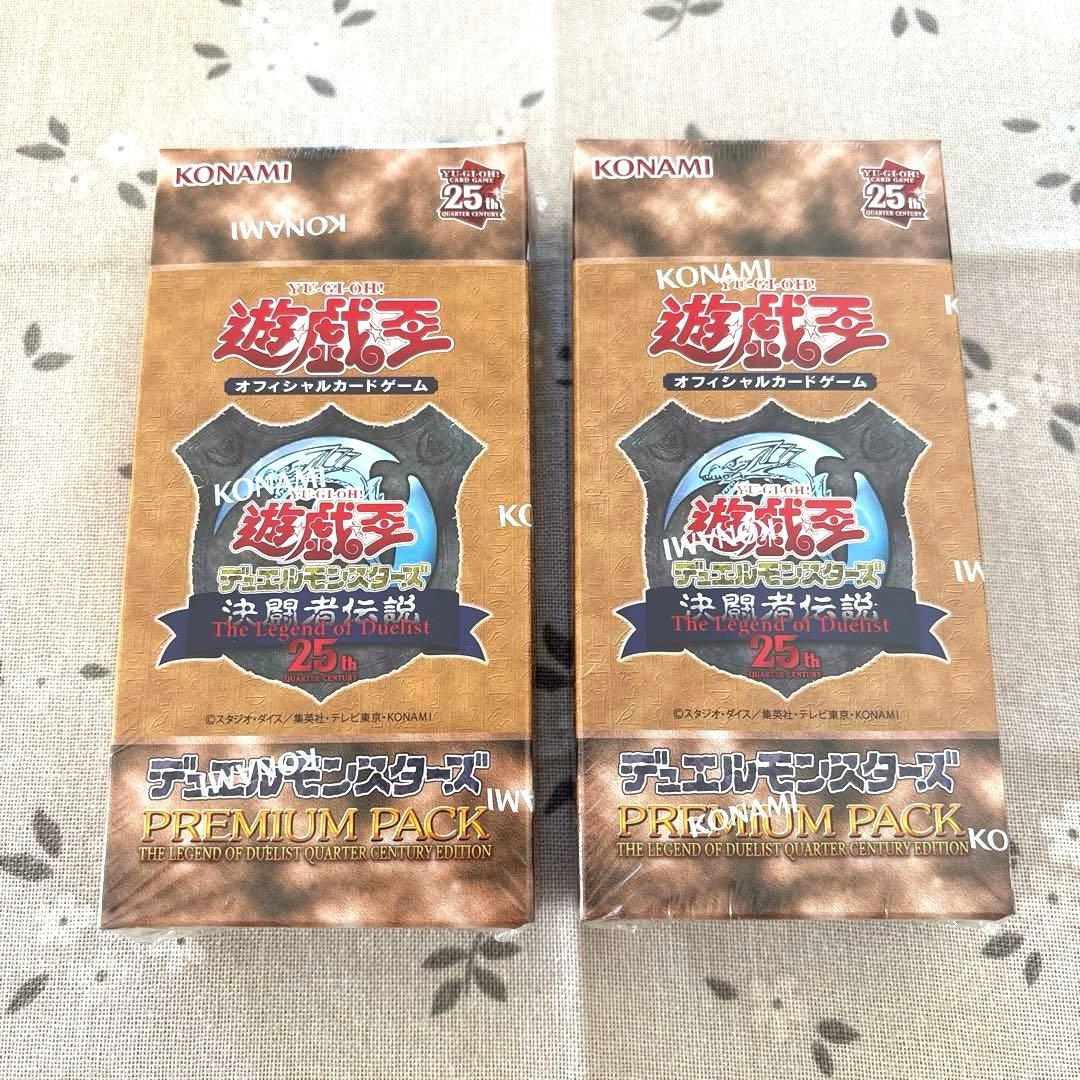 KONAMI
YU-GI-OH!
CARD GAME
25th
QUARTER CENTURY
KONAMI
YU-GI-OH!
遊戯王
オフィシャルカードゲーム
KONAMI
YU-GI-OH!
遊戯王
KO
デュエルモンスターズ
決闘者伝説
The Legend of Duelist
25th
QUARTER CENTURY
©スタジオ・ダイス/集英社・テレビ東京・KONAMI
デュエルモンスターズ
KONAMI
AMI
PREMIUM PACK
THE LEGEND OF DUELIST QUARTER CENTURY EDITION
KONAMI
YU-GI-OH!
CARD GAME
25th
QUARTER CENTURY
KONAMI
YU-GI-OH!
K
遊戯王
オフィシャルカードゲーム
YU-GI-OH!
遊戯王
KONAMI
MI
デュエルモンスターズ
決闘者伝説
The Legend of Duelist
25th
QUARTER CENTURY
©スタジオ・ダイス/集英社・テレビ東京・KONAMI
デュエルモンスターズ
KONAMI
PREMIUM PACK
KO
THE LEGEND OF DUELIST QUARTER CENTURY EDITION